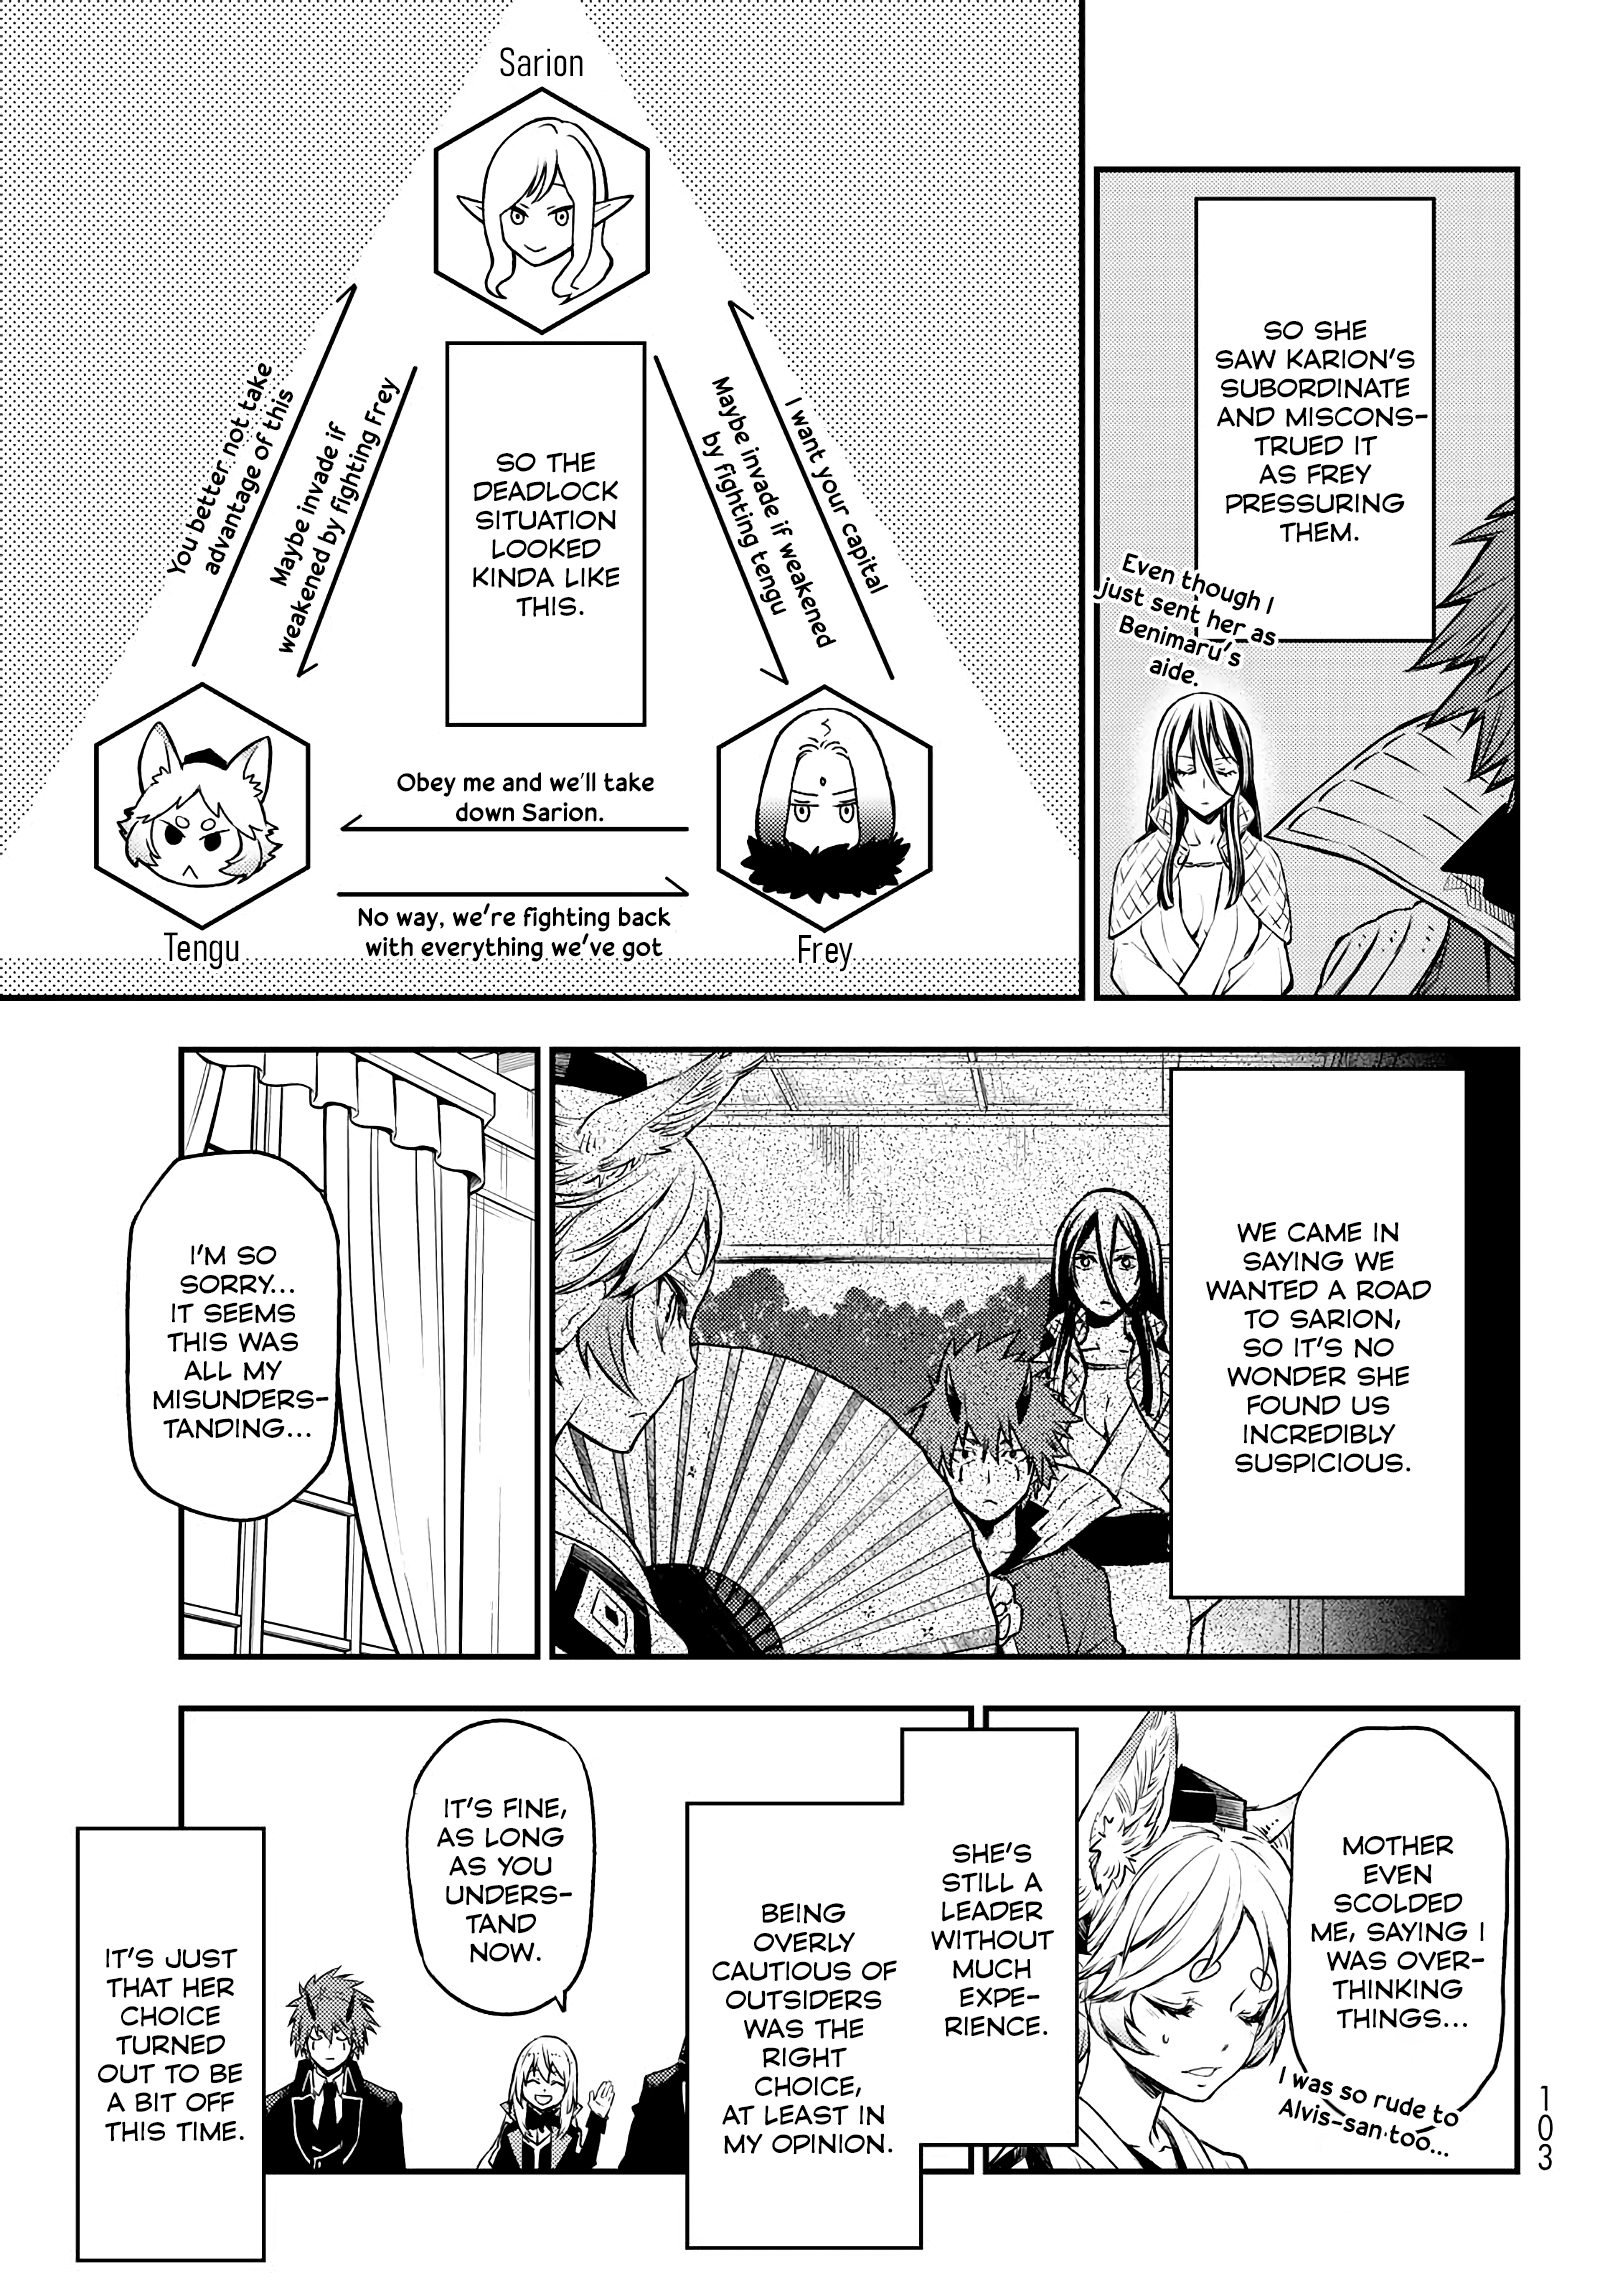 SO SHE
SAW KARION'S
SUBORDINATE
AND MISCONS-
TRUED IT
AS FREY
PRESSURING
THEM.
Even though I
just sent her as
Benimaru's
aide.
Sarion
SO THE
DEADLOCK
SITUATION
LOOKED
KINDA LIKE
THIS.
I want your capital
Maybe invade if weakened
by fighting tengu
Maybe invade if
weakened by fighting Frey
You better not take
advantage of this
Obey me and we'll take
down Sarion.
No way, we're fighting back
with everything we've got
Frey
Tengu
WE CAME IN
SAYING WE
WANTED A ROAD
TO SARION,
SO IT'S NO
WONDER SHE
FOUND US
INCREDIBLY
SUSPICIOUS.
I'M SO
SORRY...
IT SEEMS
THIS WAS
ALL MY
MISUNDERS-
TANDING...
MOTHER
EVEN
SCOLDED
ME, SAYING I
WAS OVER-
THINKING
THINGS...
I was so rude to
Alvis-san too...
SHE'S
STILL A
LEADER
WITHOUT
MUCH
EXPE-
RIENCE.
BEING
OVERLY
CAUTIOUS OF
OUTSIDERS
WAS THE
RIGHT
CHOICE,
AT LEAST IN
MY OPINION.
IT'S FINE,
AS LONG
AS YOU
UNDERS-
TAND
NOW.
IT'S JUST
THAT HER
CHOICE
TURNED
OUT TO BE
A BIT OFF
THIS TIME.
103